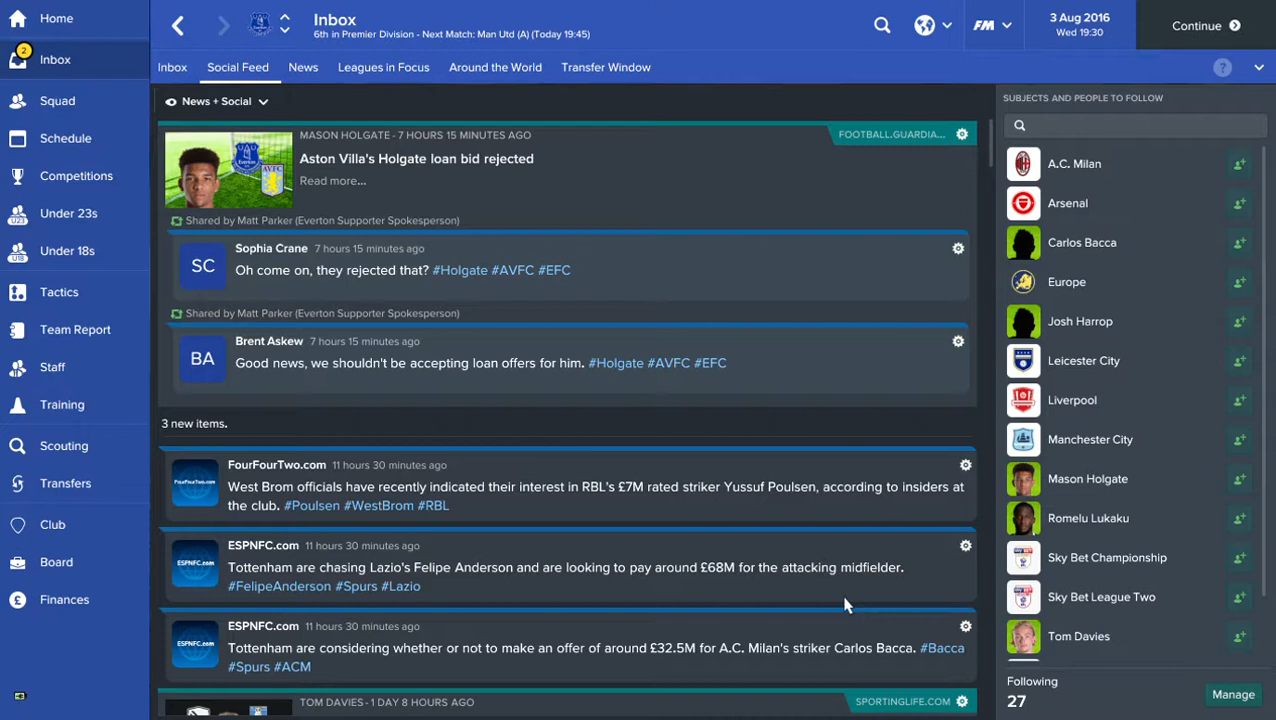 Home
2
Inbox
Squad
Schedule
Competitions
U23
Under 23s
U18
Under 18s
Tactics
Team Report
Staff
Training
Scouting
Transfers
Club
Board
Finances
Inbox
6th in Premier Division - Next Match: Man Utd (A) (Today 19:45)
FM
3 Aug 2016
Wed 19:30
Continue
Inbox
Social Feed
News
Leagues in Focus
Around the World
Transfer Window
?
News + Social
MASON HOLGATE - 7 HOURS 15 MINUTES AGO
FOOTBALL.GUARDIA...
Aston Villa's Holgate loan bid rejected
Read more...
Shared by Matt Parker (Everton Supporter Spokesperson)
SC
Sophia Crane 7 hours 15 minutes ago
Oh come on, they rejected that? #Holgate #AVFC #EFC
Shared by Matt Parker (Everton Supporter Spokesperson)
BA
Brent Askew 7 hours 15 minutes ago
Good news, we shouldn't be accepting loan offers for him. #Holgate #AVFC #EFC
3 new items.
FourFourTwo.com
FourFourTwo.com 11 hours 30 minutes ago
West Brom officials have recently indicated their interest in RBL's £7M rated striker Yussuf Poulsen, according to insiders at
the club. #Poulsen #WestBrom #RBL
ESPNFC.com
ESPNFC.com 11 hours 30 minutes ago
Tottenham are chasing Lazio's Felipe Anderson and are looking to pay around £68M for the attacking midfielder.
#FelipeAnderson #Spurs #Lazio
ESPNFC.com
ESPNFC.com 11 hours 30 minutes ago
Tottenham are considering whether or not to make an offer of around £32.5M for A.C. Milan's striker Carlos Bacca. #Bacca
#Spurs #ACM
TOM DAVIES - 1 DAY 8 HOURS AGO
SPORTINGLIFE.COM
SUBJECTS AND PEOPLE TO FOLLOW
A.C. Milan
Arsenal
Carlos Bacca
Europe
Josh Harrop
Leicester City
Liverpool
Manchester City
Mason Holgate
Romelu Lukaku
Sky Bet Championship
Sky Bet League Two
Tom Davies
Following
27
Manage